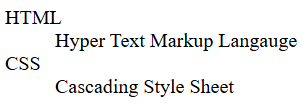 HTML
Hyper Text Markup Langauge
CSS
Cascading Style Sheet